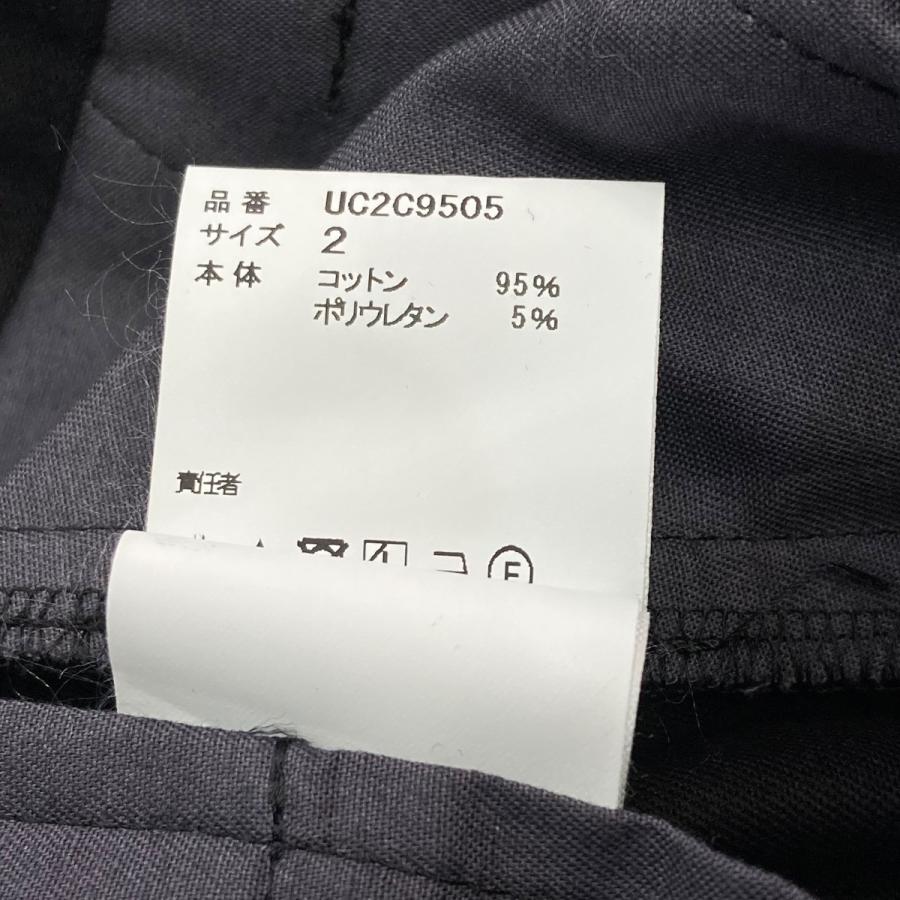 品番 UC2C9505
サイズ 2
本体 コットン 95%
ポリウレタン 5%
責任者
F